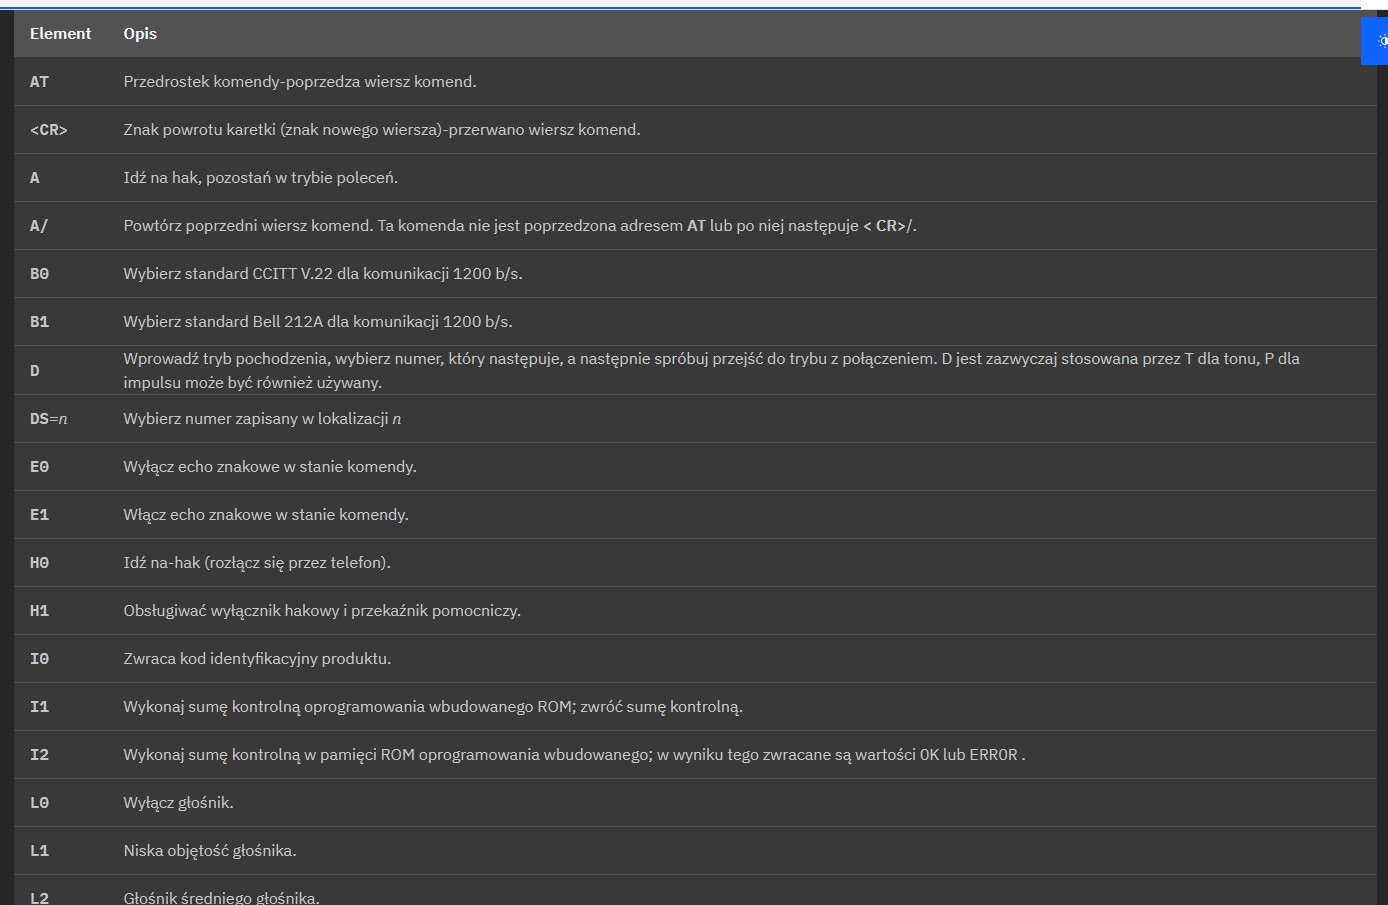 Element Opis
AT Przedrostek komendy-poprzedza wiersz komend.
<CR> Znak powrotu karetki (znak nowego wiersza)-przerwano wiersz komend.
A Idź na hak, pozostań w trybie poleceń.
A/ Powtórz poprzedni wiersz komend. Ta komenda nie jest poprzedzona adresem AT lub po niej następuje < CR>/.
B0 Wybierz standard CCITT V.22 dla komunikacji 1200 b/s.
B1 Wybierz standard Bell 212A dla komunikacji 1200 b/s.
D Wprowadź tryb pochodzenia, wybierz numer, który następuje, a następnie spróbuj przejść do trybu z połączeniem. D jest zazwyczaj stosowana przez T dla tonu, P dla
impulsu może być również używany.
DS=n Wybierz numer zapisany w lokalizacji n
E0 Wyłącz echo znakowe w stanie komendy.
E1 Włącz echo znakowe w stanie komendy.
H0 Idź na-hak (rozłącz się przez telefon).
H1 Obsługiwać wyłącznik hakowy i przekaźnik pomocniczy.
I0 Zwraca kod identyfikacyjny produktu.
I1 Wykonaj sumę kontrolną oprogramowania wbudowanego ROM; zwróć sumę kontrolną.
I2 Wykonaj sumę kontrolną w pamięci ROM oprogramowania wbudowanego; w wyniku tego zwracane są wartości 0K lub ERR0R .
L0 Wyłącz głośnik.
L1 Niska objętość głośnika.
L2 Głośnik średniego głośnika.